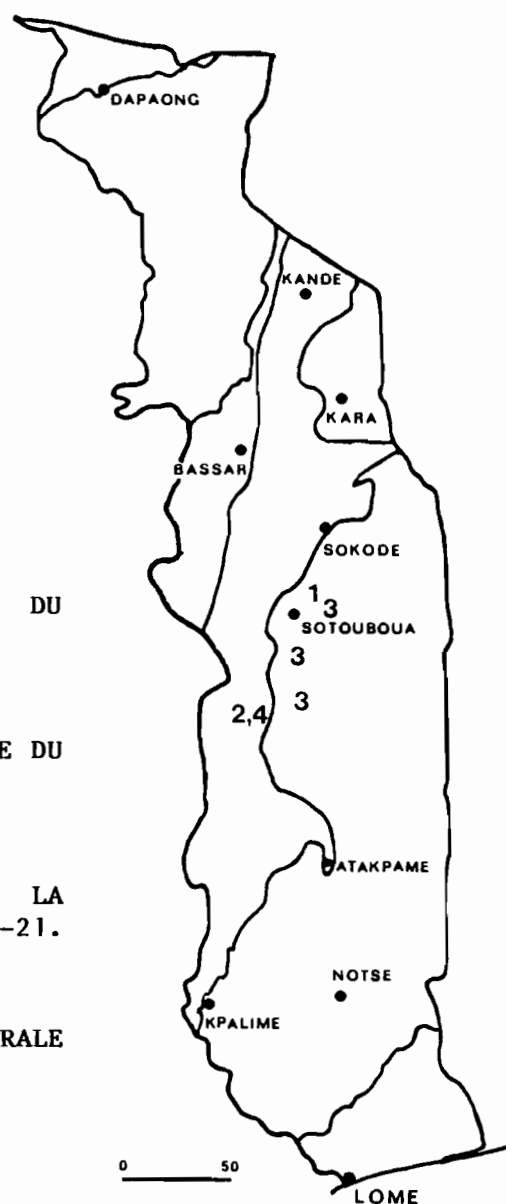 DAPAONG
KANDE
KARA
BASSAR
SOKODE
1
3
DU
SOTOUBOUA
3
3
2,4
E DU
ATAKPAME
LA
-21.
NOTSE
KPALIME
RALE
0 50
LOME